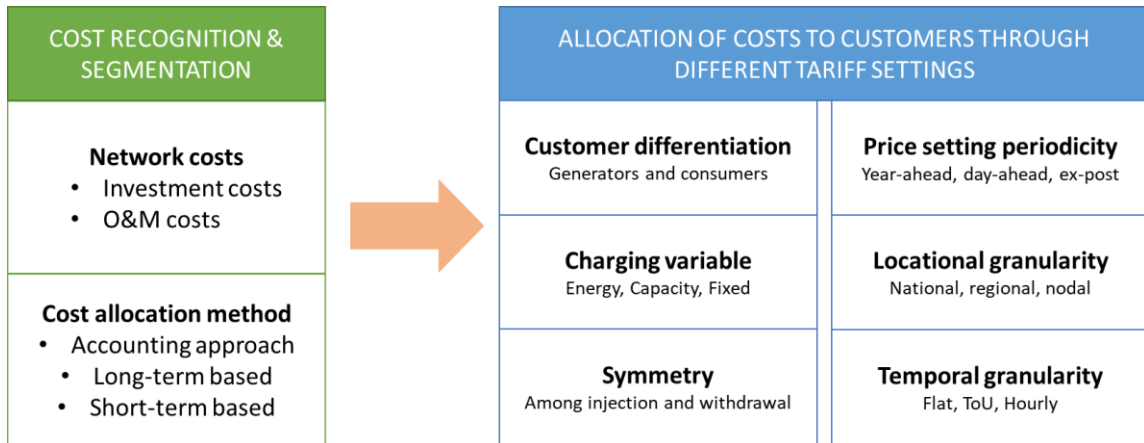 COST RECOGNITION &
SEGMENTATION
Network costs
• Investment costs
• O&M costs
Cost allocation method
• Accounting approach
• Long-term based
• Short-term based
ALLOCATION OF COSTS TO CUSTOMERS THROUGH
DIFFERENT TARIFF SETTINGS
Customer differentiation
Generators and consumers
Price setting periodicity
Year-ahead, day-ahead, ex-post
Charging variable
Energy, Capacity, Fixed
Locational granularity
National, regional, nodal
Symmetry
Among injection and withdrawal
Temporal granularity
Flat, ToU, Hourly